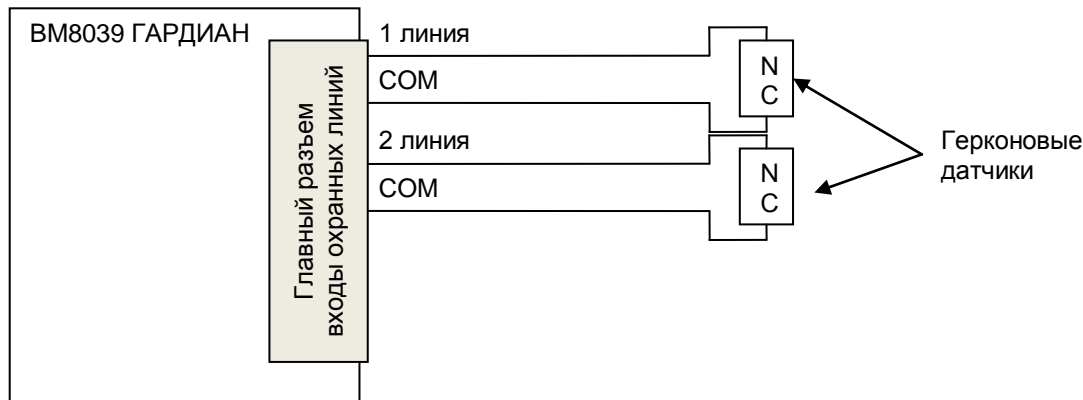 ВМ8039 ГАРДИАН
Главный разъем
входы охранных линий
1 линия
COM
2 линия
COM
N
C
N
C
Герконовые
датчики